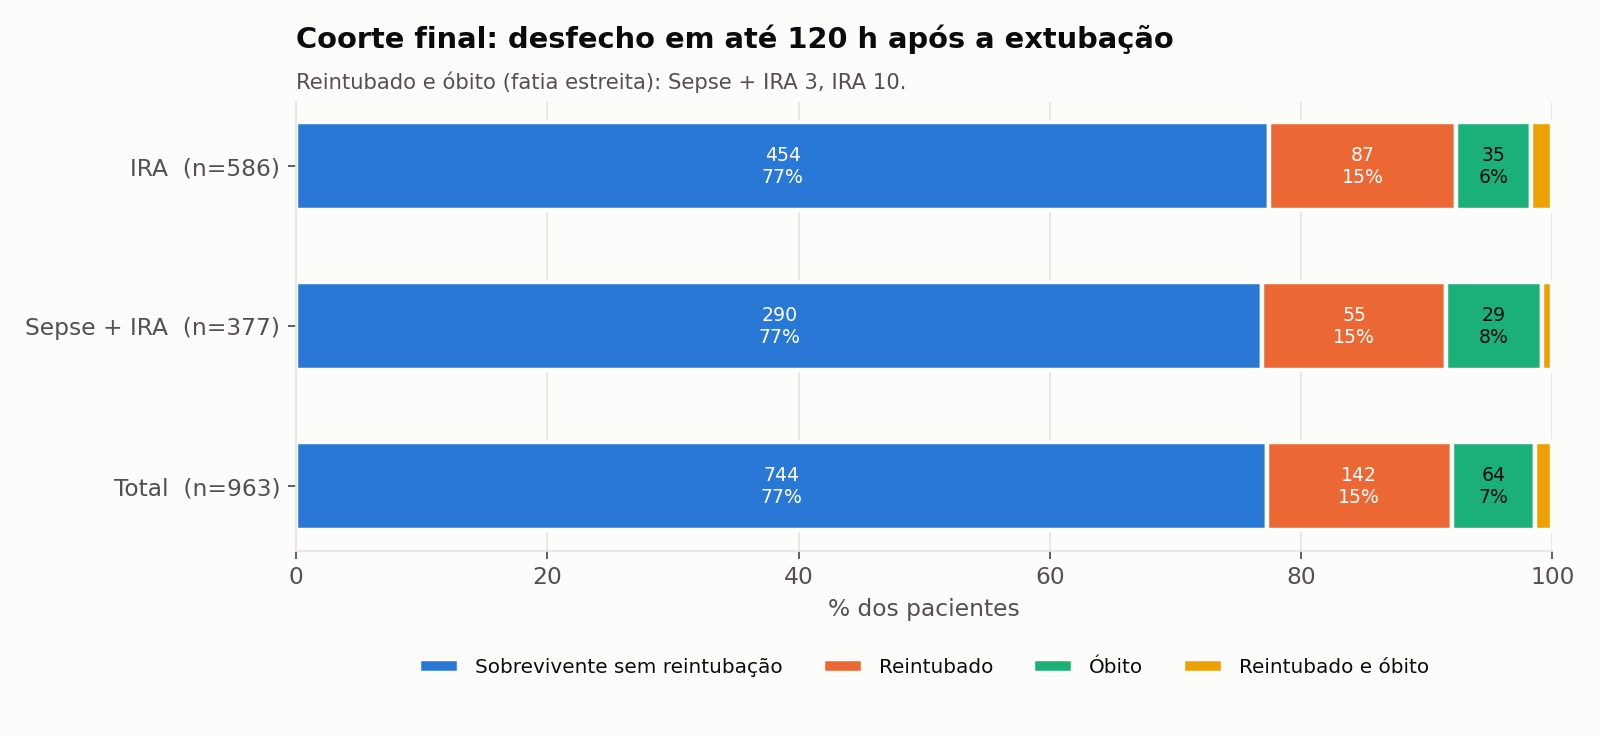 Coorte final: desfecho em até 120 h após a extubação
Reintubado e óbito (fatia estreita): Sepse + IRA 3, IRA 10.
IRA (n=586)
454
77%
87
15%
35
6%
Sepse + IRA (n=377)
290
77%
55
15%
29
8%
Total (n=963)
744
77%
142
15%
64
7%
0 20 40 60 80 100
% dos pacientes
Sobrevivente sem reintubação Reintubado Óbito Reintubado e óbito